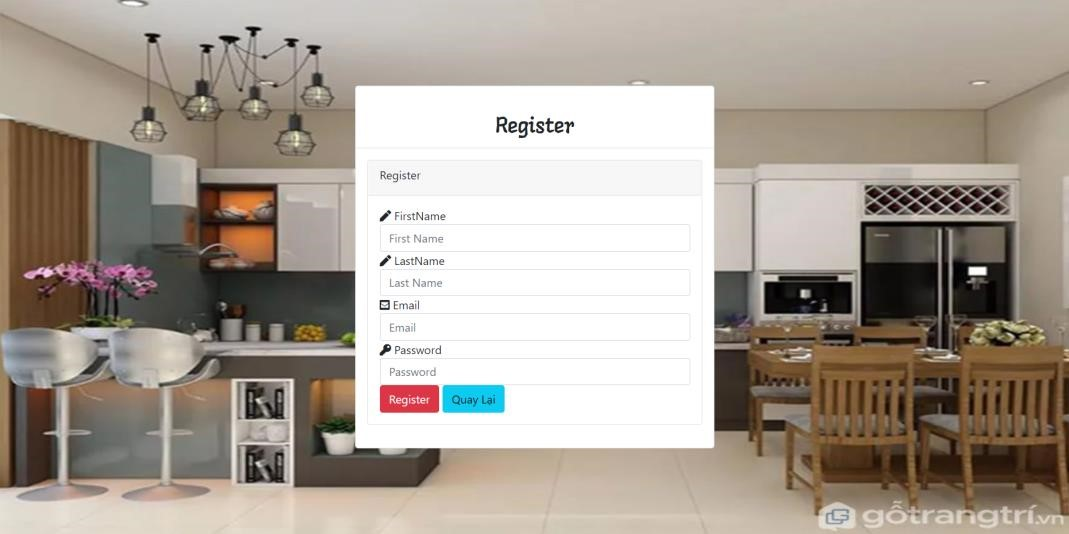 Register
Register
FirstName
First Name
LastName
Last Name
Email
Email
Password
Password
Register Quay Lại
gỗtrangtrí.vn